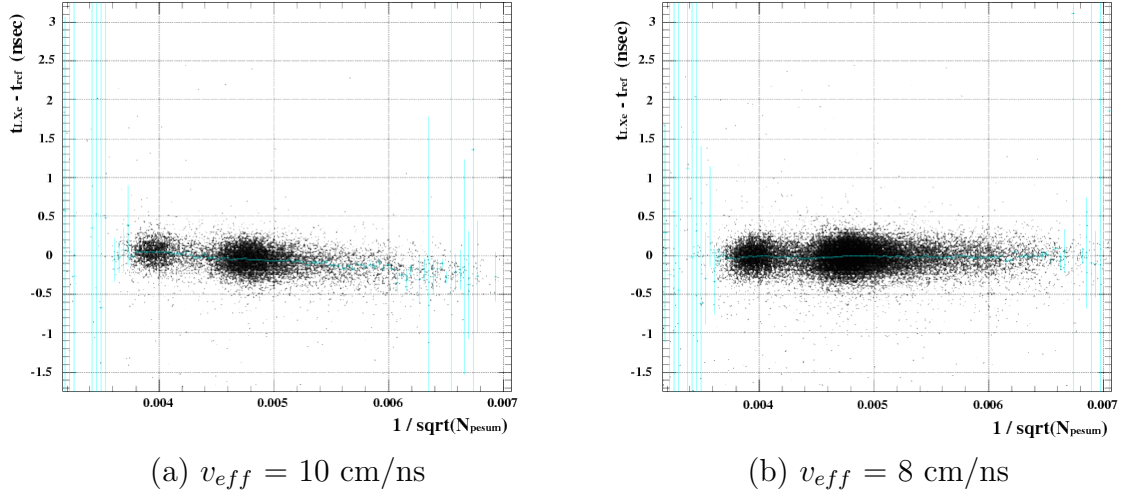 t_LXe - t_ref (nsec)
3
2.5
2
1.5
1
0.5
0
-0.5
-1
-1.5
0.004 0.005 0.006 0.007
1 / sqrt(N_pesum)
(a) v_eff = 10 cm/ns
t_LXe - t_ref (nsec)
3
2.5
2
1.5
1
0.5
0
-0.5
-1
-1.5
0.004 0.005 0.006 0.007
1 / sqrt(N_pesum)
(b) v_eff = 8 cm/ns